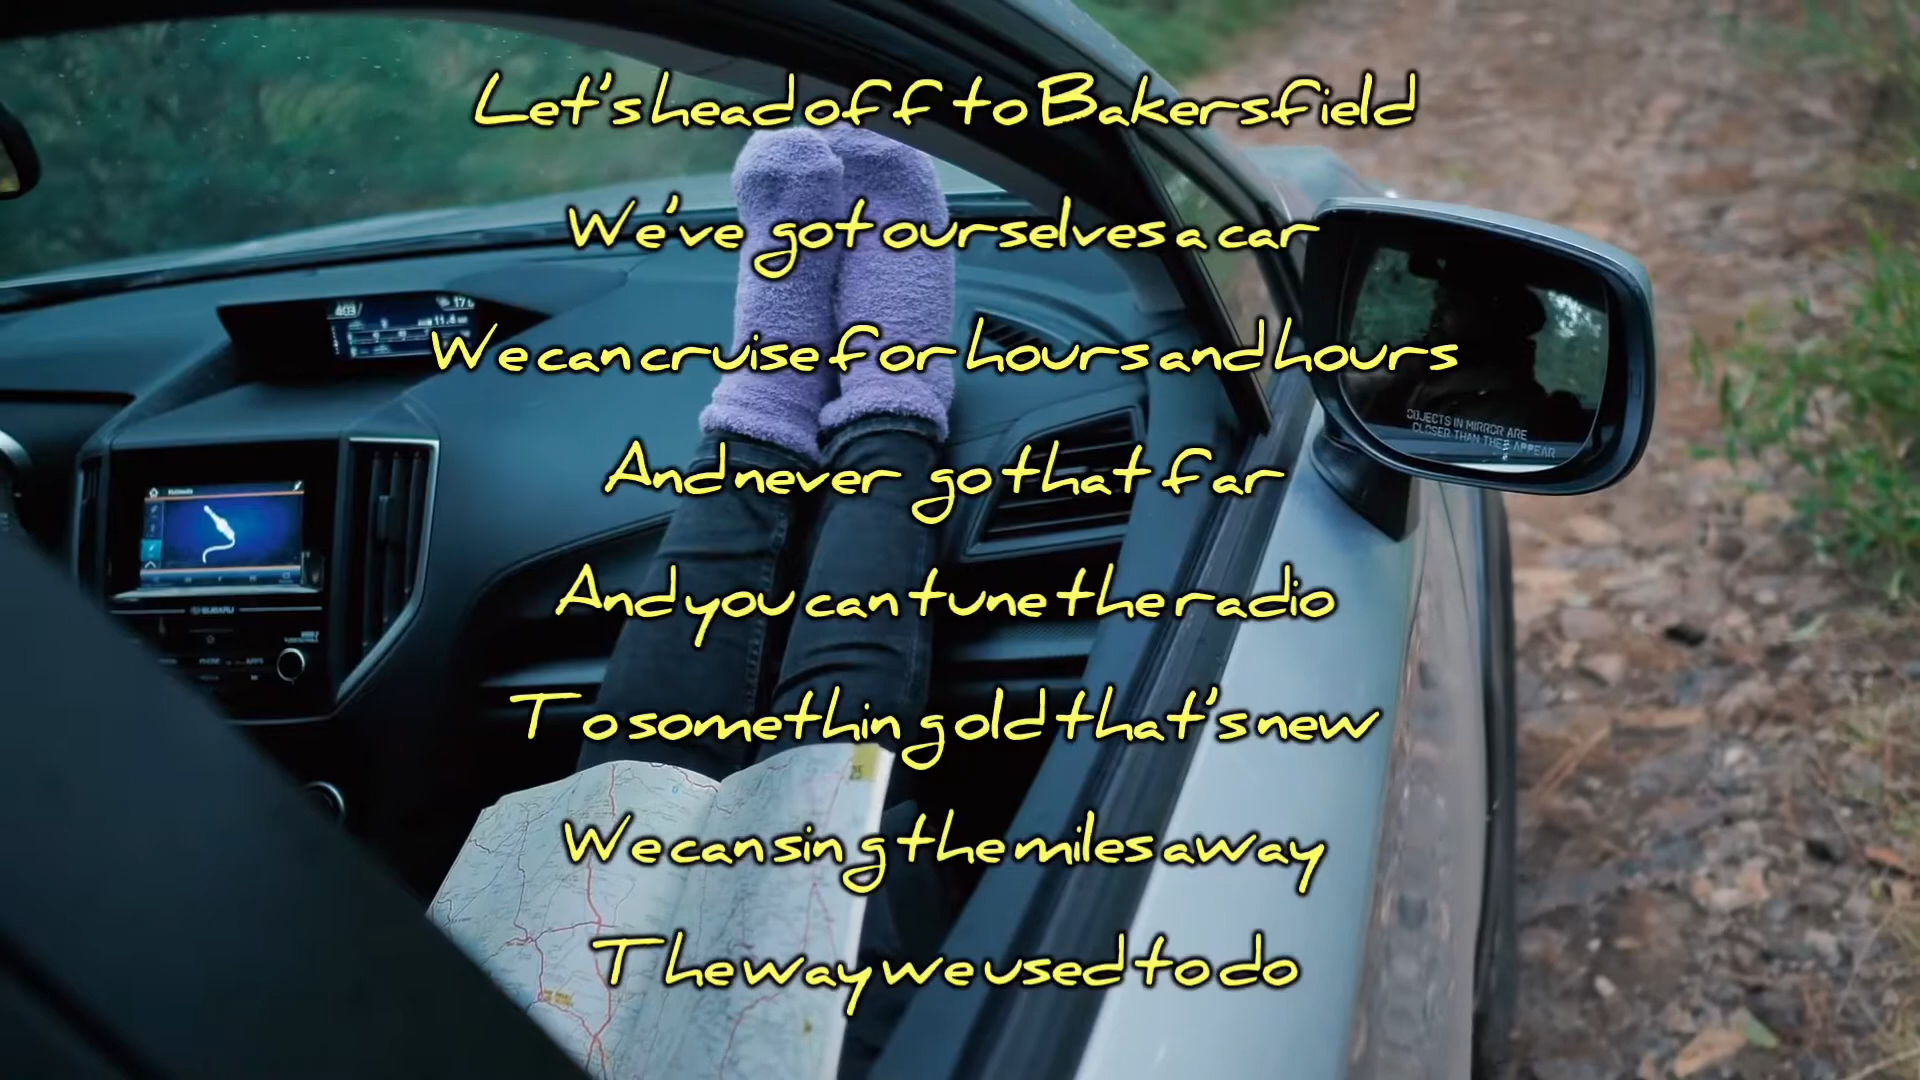 Let's head off to Bakersfield
We've got ourselves a car
We can cruise for hours and hours
And never go that far
And you can tune the radio
To something old that's new
We can sing the miles away
The way we used to do
OBJECTS IN MIRROR ARE
CLOSER THAN THEY APPEAR
SUBARU
25